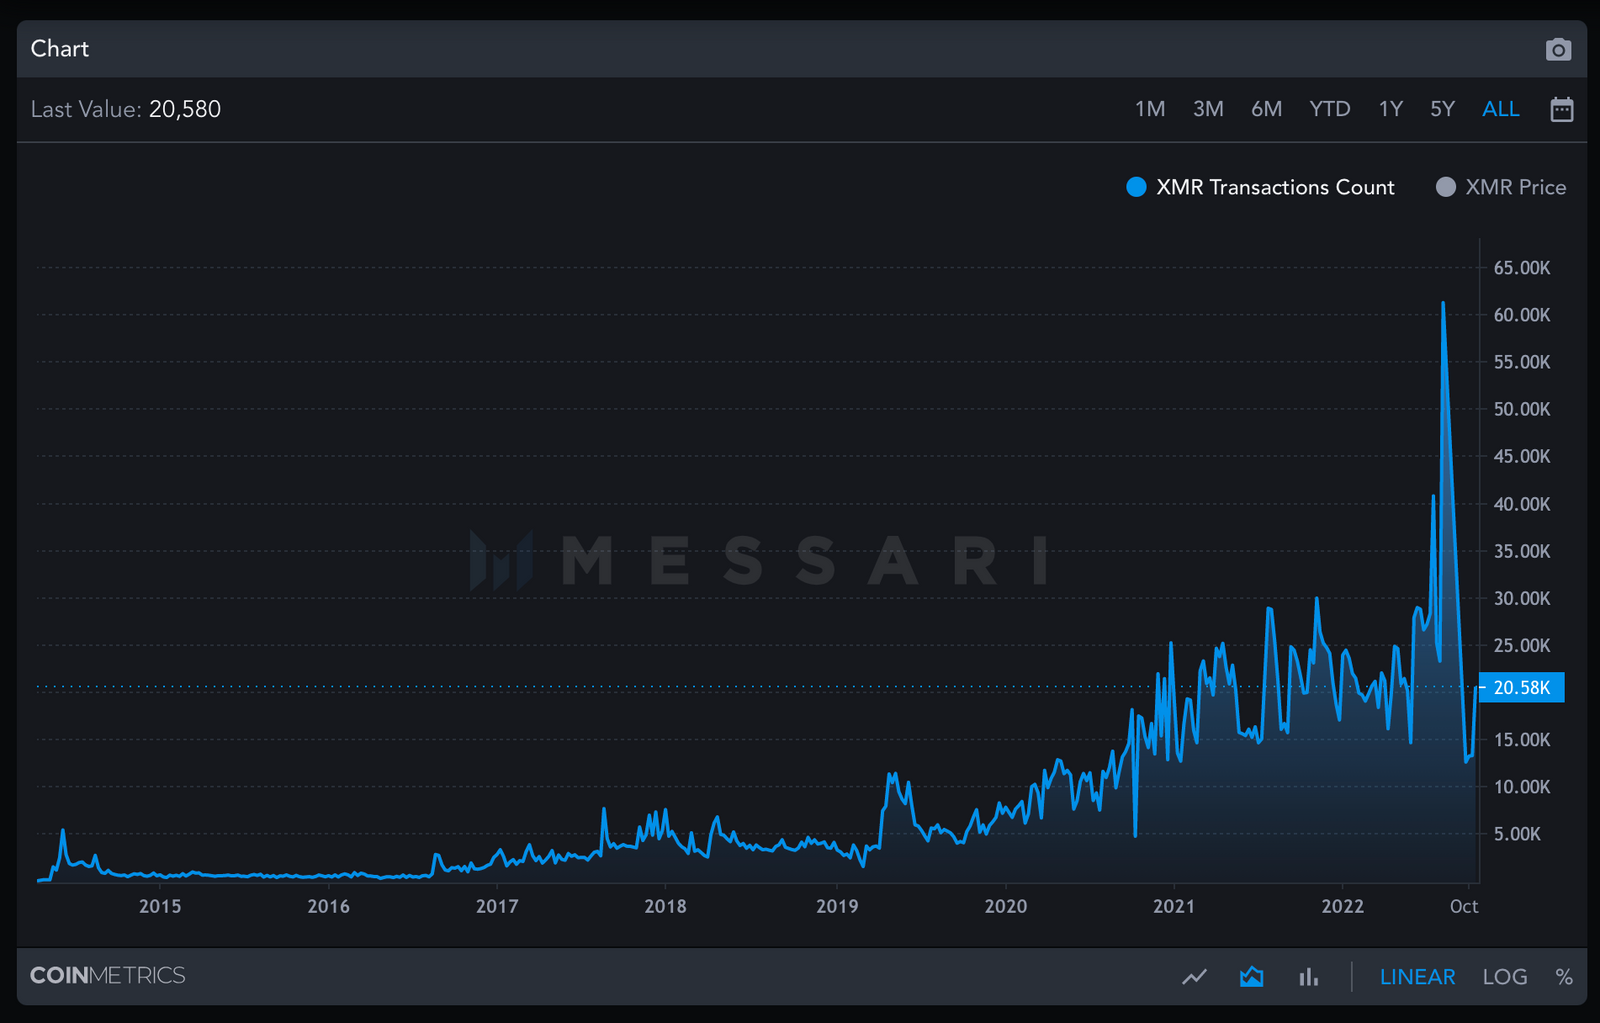 Chart
Last Value: 20,580
1M 3M 6M YTD 1Y 5Y ALL
XMR Transactions Count XMR Price
65.00K
60.00K
55.00K
50.00K
45.00K
40.00K
35.00K
MESSARI
30.00K
25.00K
20.58K
15.00K
10.00K
5.00K
2015 2016 2017 2018 2019 2020 2021 2022 Oct
COINMETRICS
LINEAR LOG %